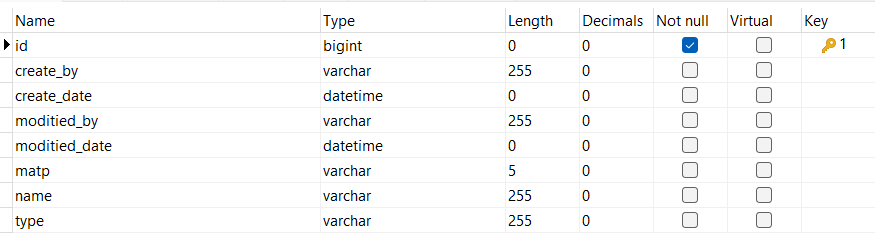 Name Type Length Decimals Not null Virtual Key
id bigint 0 0 1
create_by varchar 255 0
create_date datetime 0 0
moditied_by varchar 255 0
moditied_date datetime 0 0
matp varchar 5 0
name varchar 255 0
type varchar 255 0